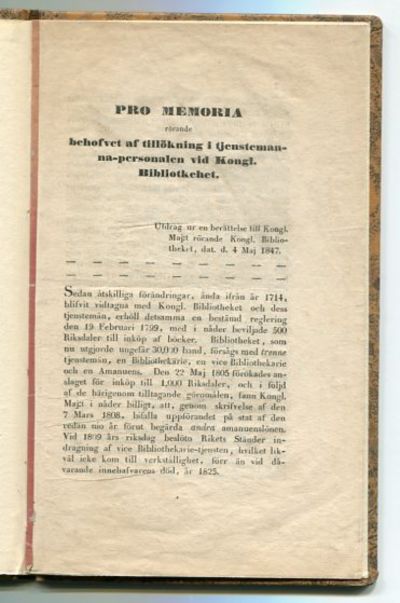 PRO MEMORIA
rörande
behofvet af tillökning i tjensteman-
na-personalen vid Kongl.
Bibliotkehet.
Utdrag ur en berättelse till Kongl.
Maj:t rörande Kongl. Biblio-
theket, dat. d. 4 Maj 1847.
Sedan åtskilliga förändringar, ända ifrån år 1714,
blifvit vidtagna med Kongl. Bibliotheket och dess
tjenstemän, erhöll detsamma en bestämd reglering
den 19 Februari 1799, med i nåder beviljade 500
Riksdaler till inköp af böcker. Bibliothek, som
nu utgjorde ungefär 30,000 band, försågs med trenne
tjenstemän, en Bibliothekarie, en vice Bibliothekarie
och en Amanuens. Den 22 Maj 1805 förökades an-
slaget för inköp till 1,000 Riksdaler, och i följd
af de härigenom tilltagande göromålen, fann Kongl.
Maj:t i nåder billigt, att, genom skrifvelse af den
7 Mars 1808, bifalla uppförandet på stat af den
redan nio år förut begärda andra amanuenslönen.
Vid 1809 års riksdag beslöto Rikets Ständer in-
dragning af vice Bibliothekarie-tjensten, hvilket lik-
väl icke kom till verkställighet, förr än vid då-
varande innehafvarens död, år 1825.